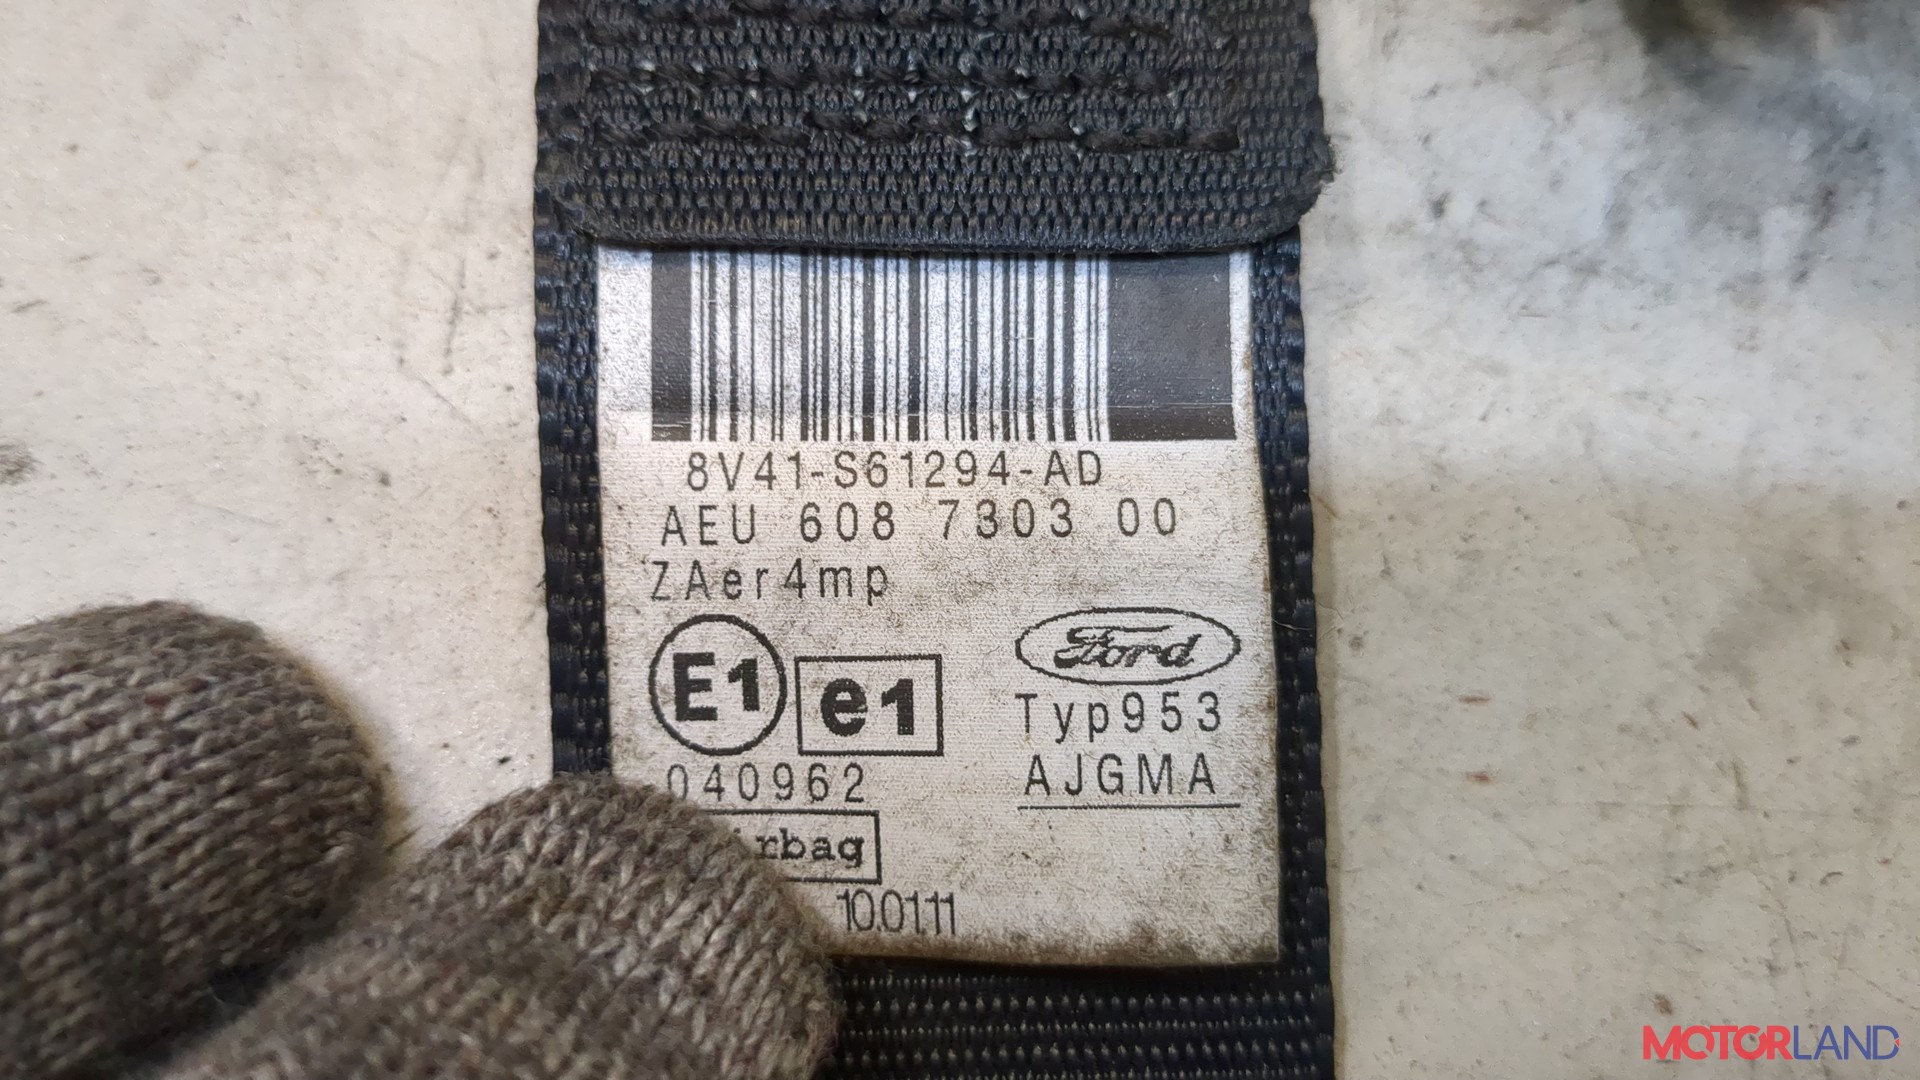 8V41-S61294-AD
AEU 608 7303 00
ZAer4mp
E1 e1
Ford
Typ953
040962
AJGMA
10.01.11
MOTORLAND